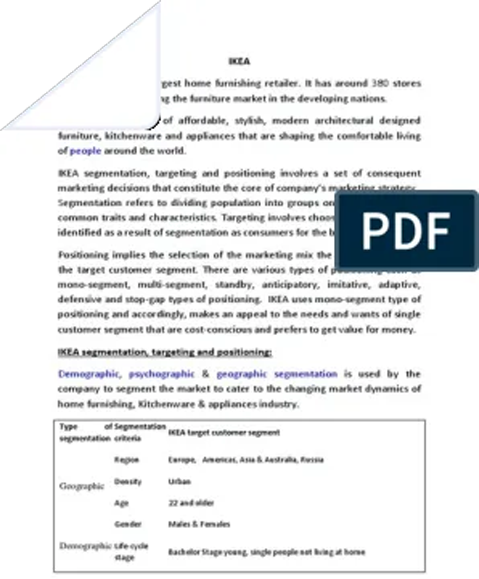 IKEA
gest home furnishing retailer. It has around 380 stores
ng the furniture market in the developing nations.
of affordable, stylish, modern architectural designed
furniture, kitchenware and appliances that are shaping the comfortable living
of people around the world.
IKEA segmentation, targeting and positioning involves a set of consequent
marketing decisions that constitute the core of company's marketing strategy.
Segmentation refers to dividing population into groups on
common traits and characteristics. Targeting involves choos
identified as a result of segmentation as consumers for the b
PDF
Positioning implies the selection of the marketing mix the
the target customer segment. There are various types of positioning such as
mono-segment, multi-segment, standby, anticipatory, imitative, adaptive,
defensive and stop-gap types of positioning. IKEA uses mono-segment type of
positioning and accordingly, makes an appeal to the needs and wants of single
customer segment that are cost-conscious and prefers to get value for money.
IKEA segmentation, targeting and positioning:
Demographic, psychographic & geographic segmentation is used by the
company to segment the market to cater to the changing market dynamics of
home furnishing, Kitchenware & appliances industry.
Type of segmentation Segmentation criteria IKEA target customer segment
Region Europe, Americas, Asia & Australia, Russia
Geographic
Density Urban
Age 22 and older
Gender Males & Females
Demographic Life-cycle stage Bachelor Stage young, single people not living at home